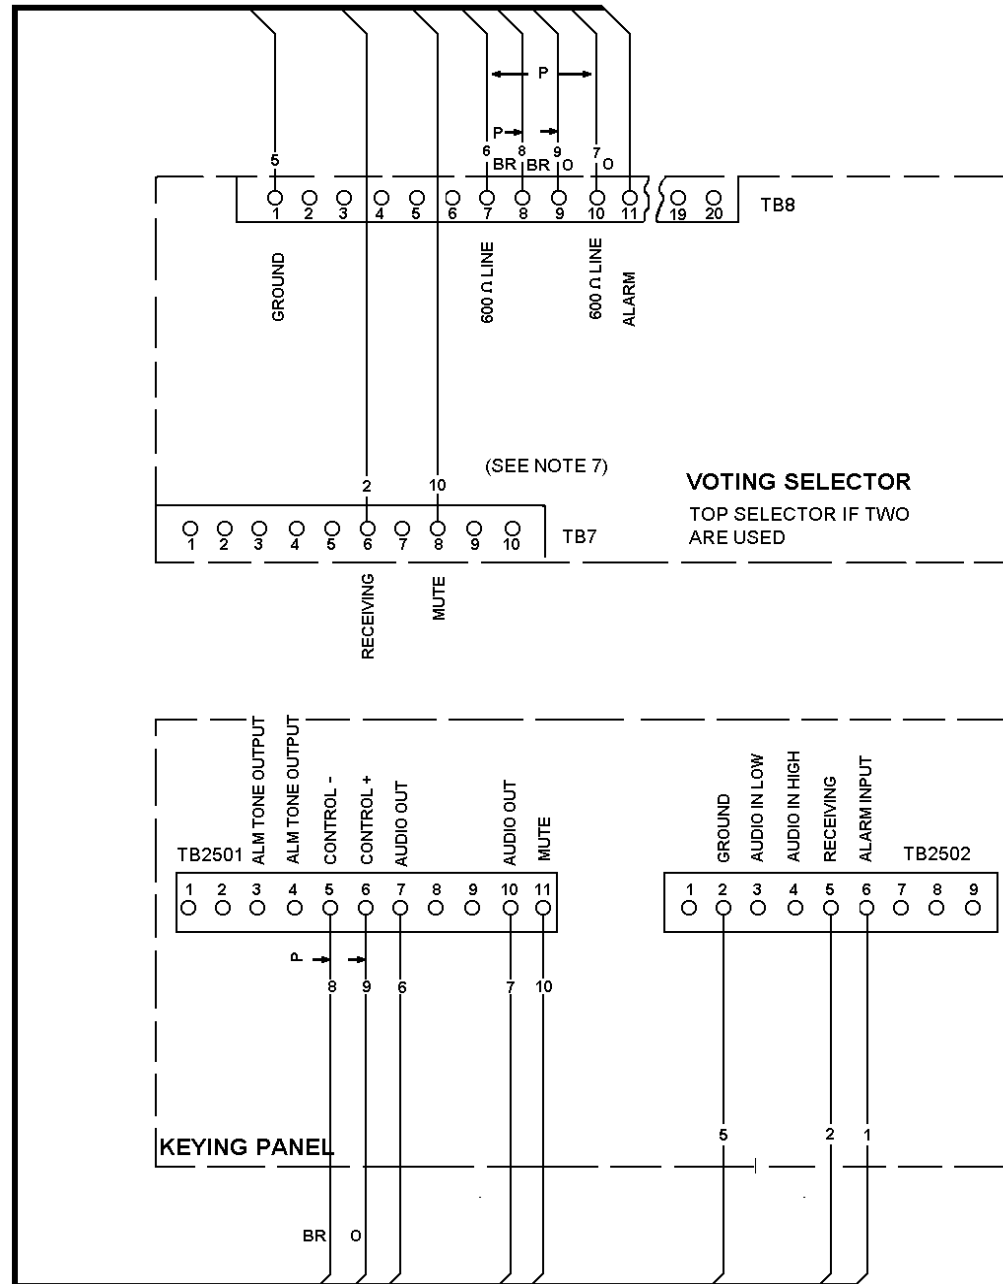 P
P
5
6
8
9
7
BR
BR
O
O
1 2 3 4 5 6 7 8 9 10 11 19 20
TB8
GROUND
600 Ω LINE
600 Ω LINE
ALARM
(SEE NOTE 7)
2
10
VOTING SELECTOR
TOP SELECTOR IF TWO
ARE USED
1 2 3 4 5 6 7 8 9 10
TB7
RECEIVING
MUTE
ALM TONE OUTPUT
ALM TONE OUTPUT
CONTROL -
CONTROL +
AUDIO OUT
AUDIO OUT
MUTE
TB2501
1 2 3 4 5 6 7 8 9 10 11
GROUND
AUDIO IN LOW
AUDIO IN HIGH
RECEIVING
ALARM INPUT
TB2502
1 2 3 4 5 6 7 8 9
P
8 9 6 7 10
5 2 1
KEYING PANEL
BR O